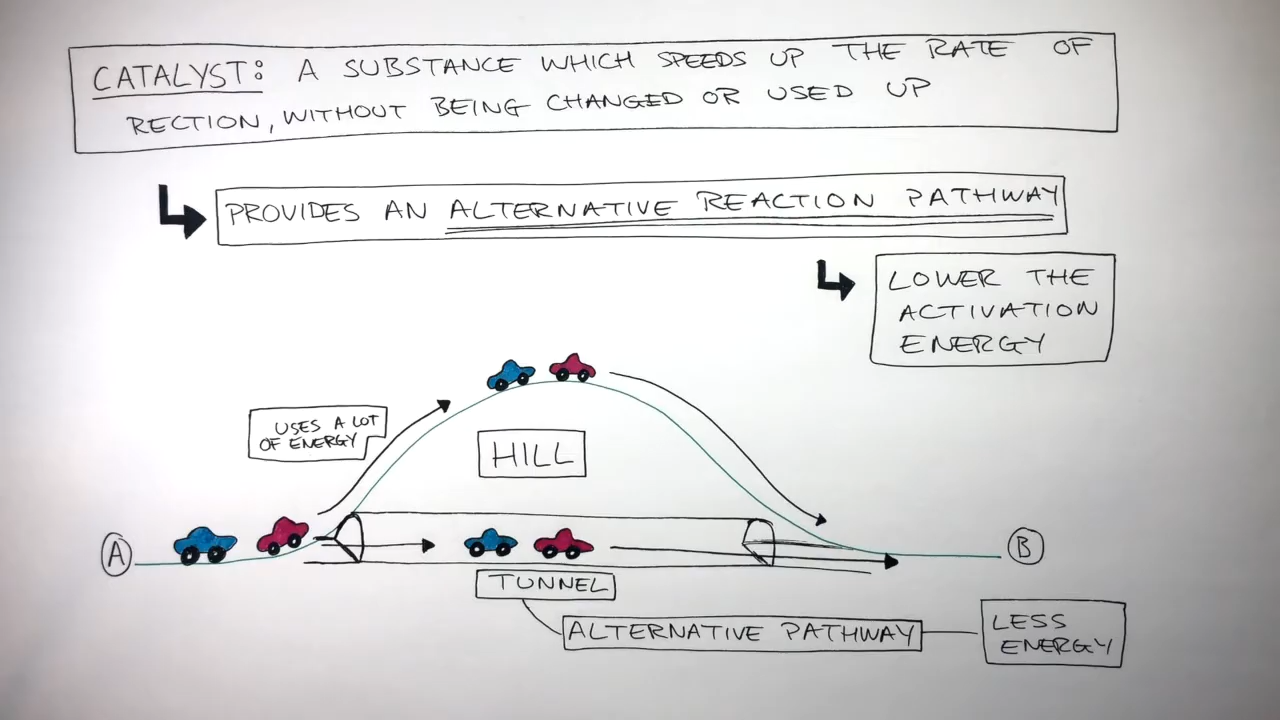 CATALYST: A SUBSTANCE WHICH SPEEDS UP THE RATE OF
RECTION, WITHOUT BEING CHANGED OR USED UP
PROVIDES AN ALTERNATIVE REACTION PATHWAY
LOWER THE
ACTIVATION
ENERGY
USES A LOT
OF ENERGY
HILL
A
B
TUNNEL
ALTERNATIVE PATHWAY
LESS
ENERGY